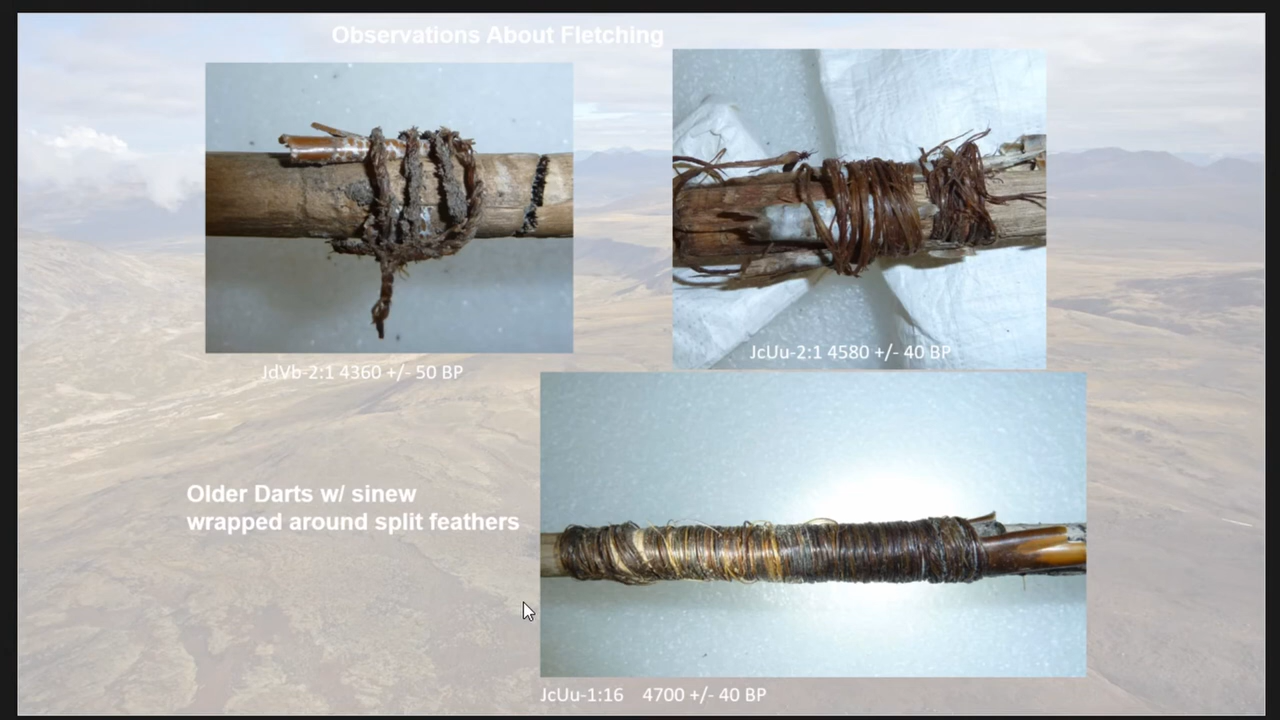 Observations About Fletching
JdVb-2:1 4360 +/- 50 BP
JcUu-2:1 4580 +/- 40 BP
Older Darts w/ sinew
wrapped around split feathers
JcUu-1:16 4700 +/- 40 BP